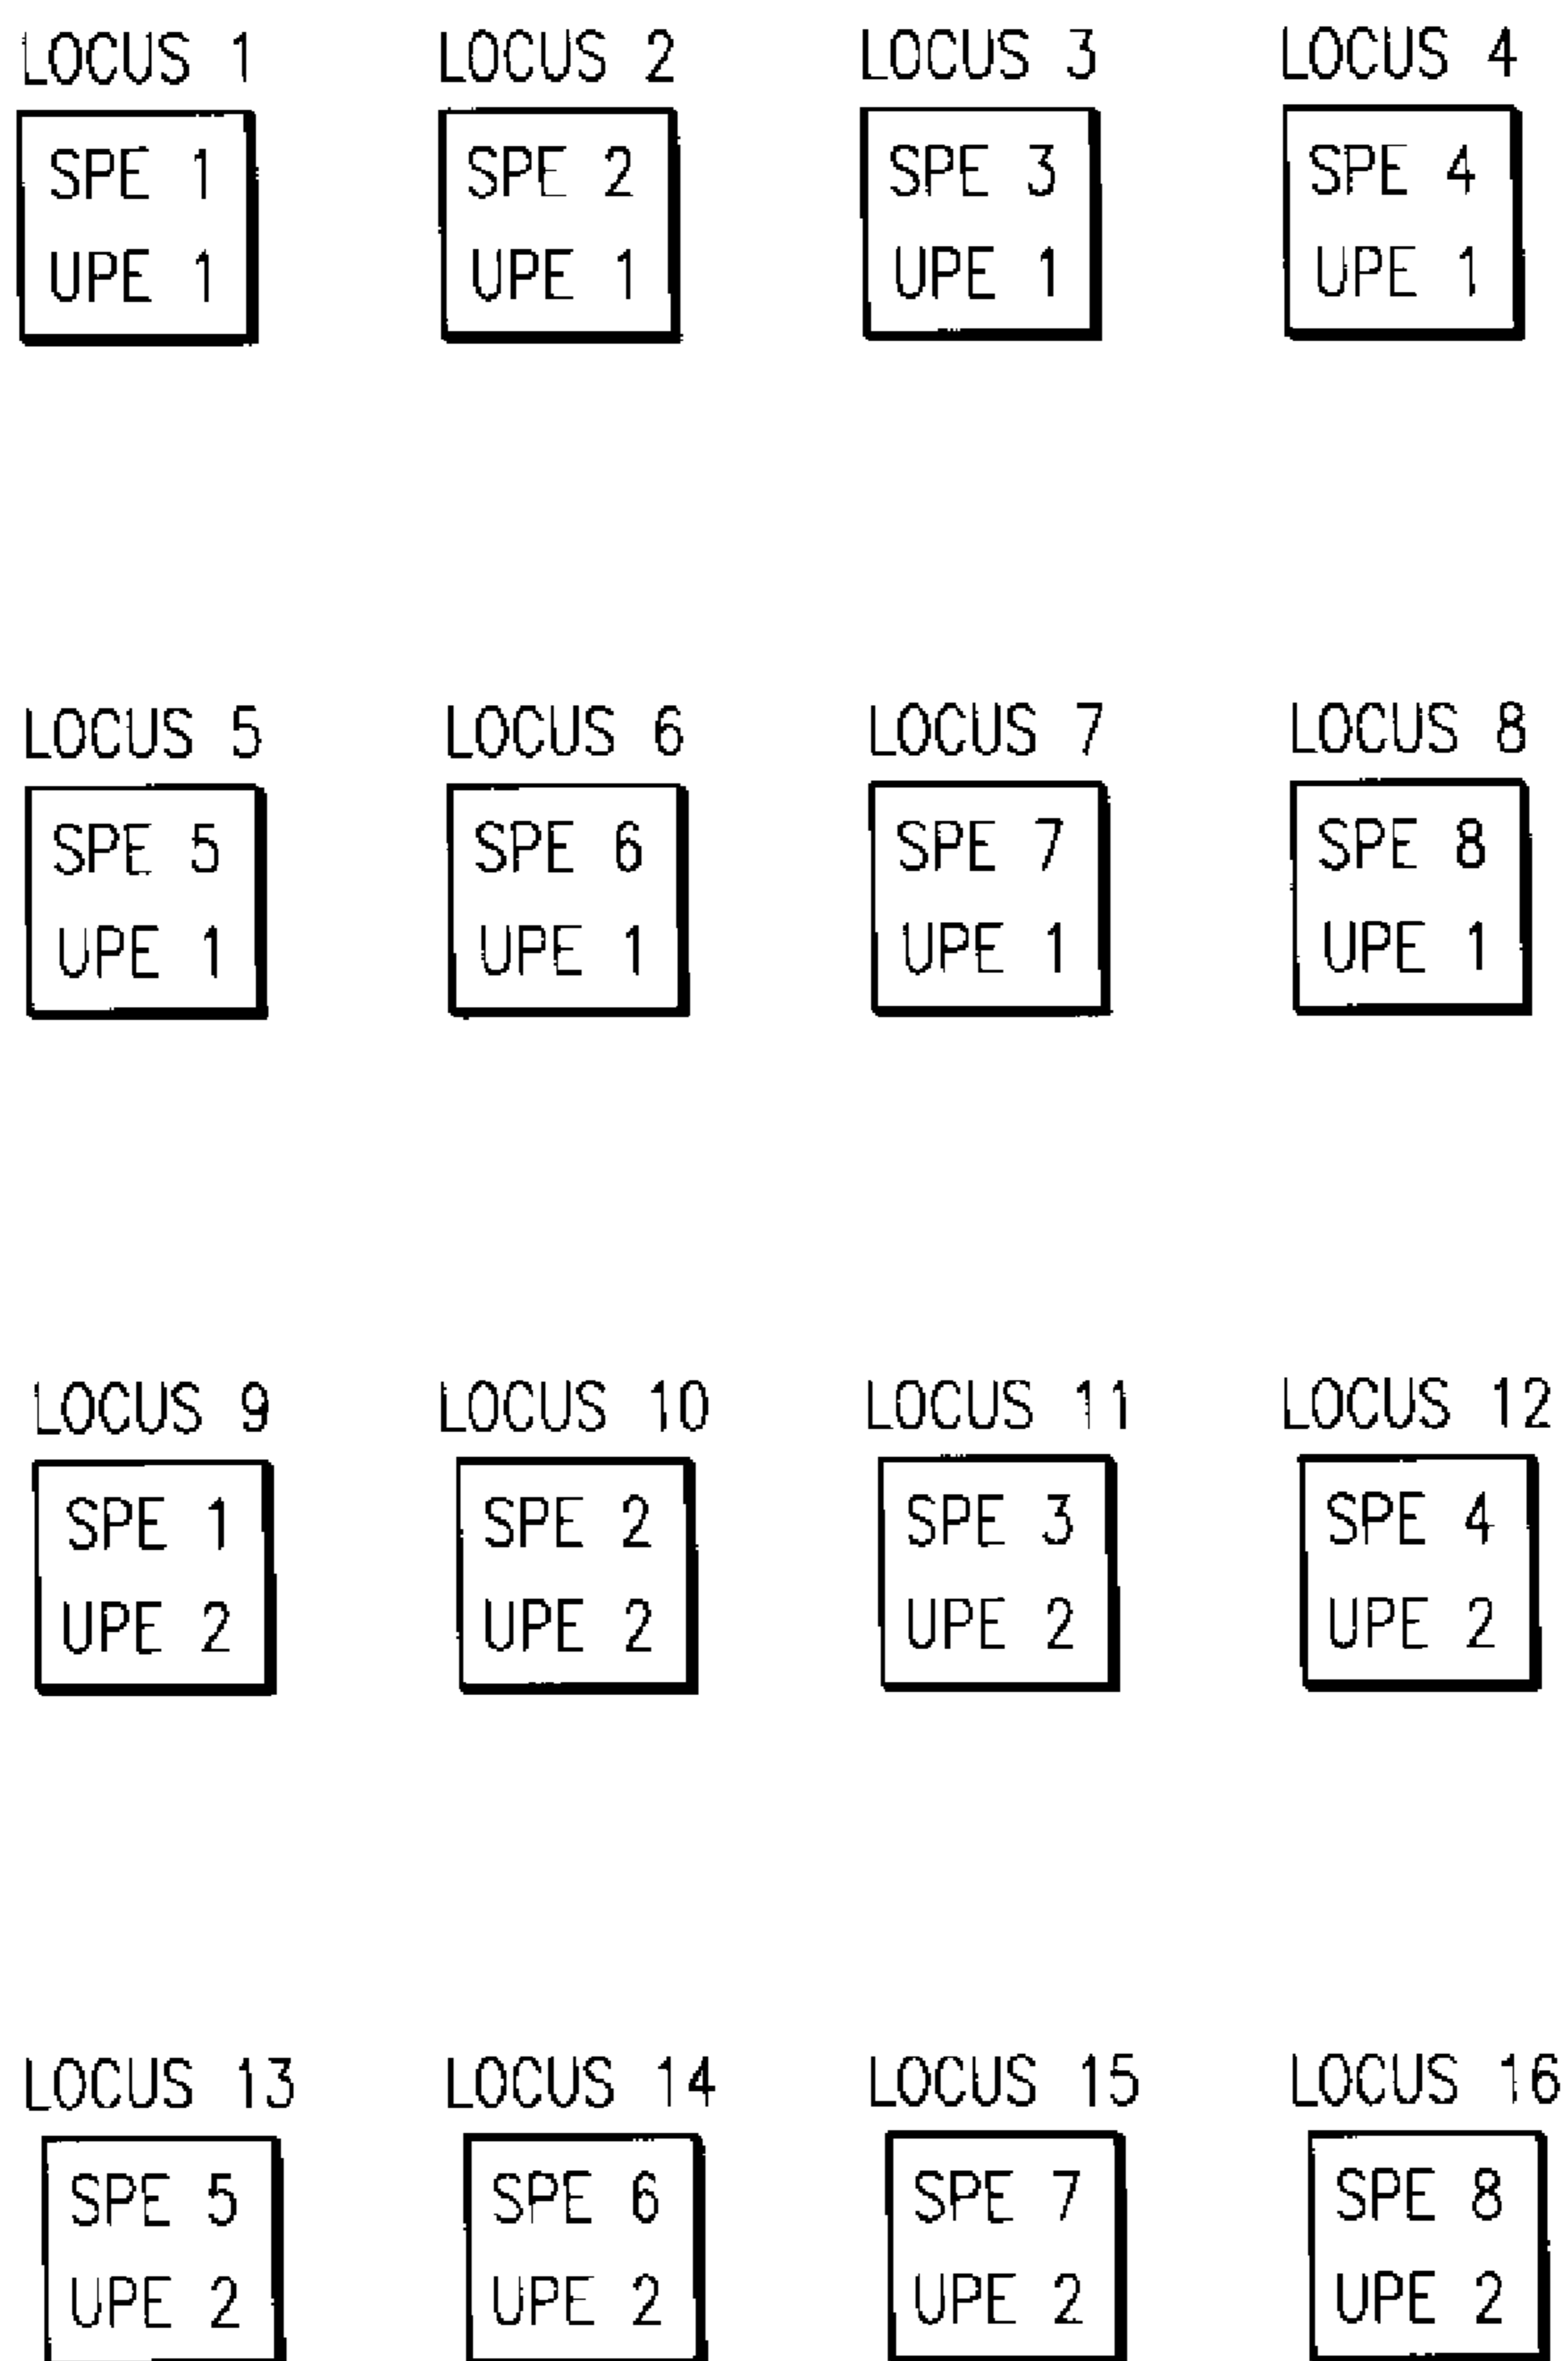 LOCUS 1 LOCUS 2 LOCUS 3 LOCUS 4
SPE 1 SPE 2 SPE 3 SPE 4
UPE 1 UPE 1 UPE 1 UPE 1
LOCUS 5 LOCUS 6 LOCUS 7 LOCUS 8
SPE 5 SPE 6 SPE 7 SPE 8
UPE 1 UPE 1 UPE 1 UPE 1
LOCUS 9 LOCUS 10 LOCUS 11 LOCUS 12
SPE 1 SPE 2 SPE 3 SPE 4
UPE 2 UPE 2 UPE 2 UPE 2
LOCUS 13 LOCUS 14 LOCUS 15 LOCUS 16
SPE 5 SPE 6 SPE 7 SPE 8
UPE 2 UPE 2 UPE 2 UPE 2